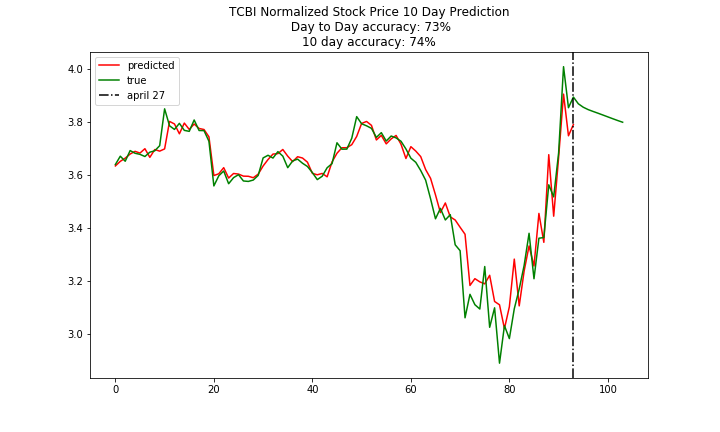 TCBI Normalized Stock Price 10 Day Prediction
Day to Day accuracy: 73%
10 day accuracy: 74%
predicted
true
april 27
4.0
3.8
3.6
3.4
3.2
3.0
0 20 40 60 80 100